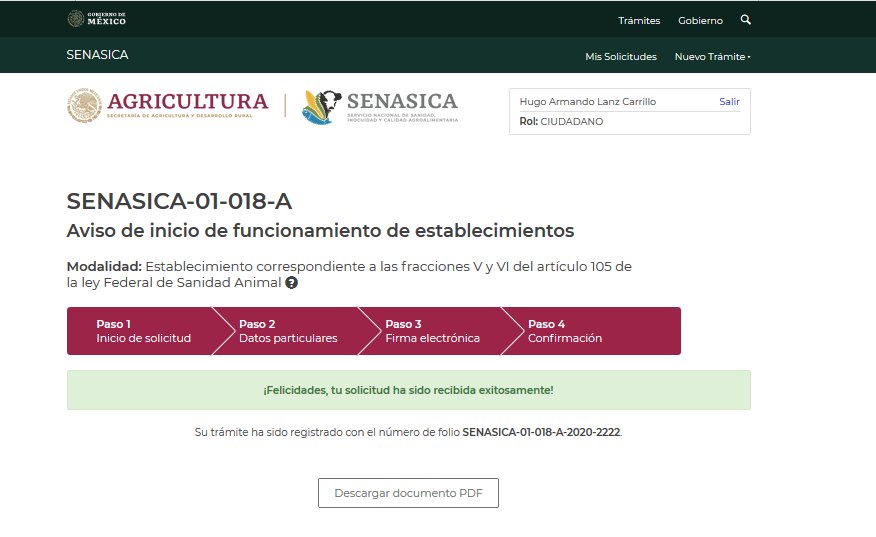 GOBIERNO DE
MÉXICO
Trámites
Gobierno
SENASICA
Mis Solicitudes
Nuevo Trámite
AGRICULTURA
SECRETARÍA DE AGRICULTURA Y DESARROLLO RURAL
SENASICA
SERVICIO NACIONAL DE SANIDAD,
INOCUIDAD Y CALIDAD AGROALIMENTARIA
Hugo Armando Lanz Carrillo
Salir
Rol: CIUDADANO
SENASICA-01-018-A
Aviso de inicio de funcionamiento de establecimientos
Modalidad: Establecimiento correspondiente a las fracciones V y VI del artículo 105 de
la ley Federal de Sanidad Animal
Paso 1
Inicio de solicitud
Paso 2
Datos particulares
Paso 3
Firma electrónica
Paso 4
Confirmación
¡Felicidades, tu solicitud ha sido recibida exitosamente!
Su trámite ha sido registrado con el número de folio SENASICA-01-018-A-2020-2222.
Descargar documento PDF